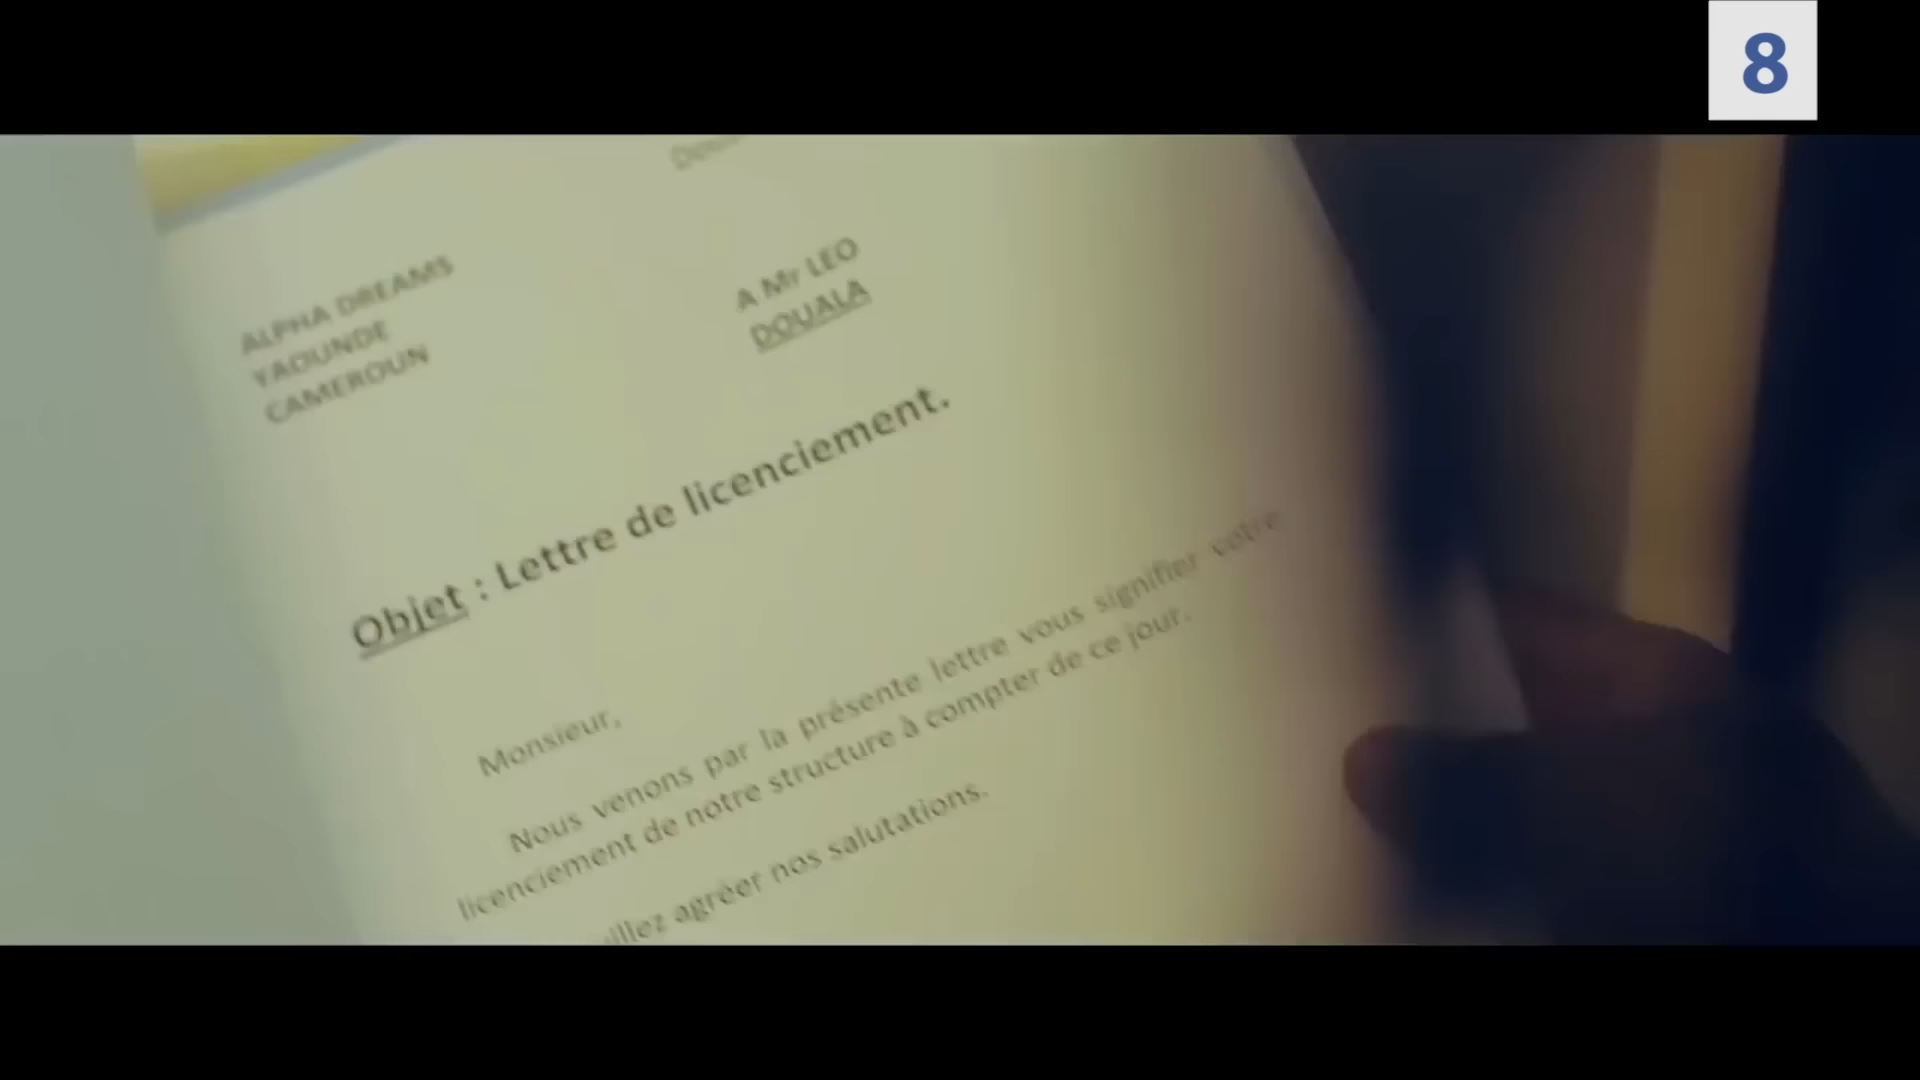 8
ALPHA DREAMS
YAOUNDE
CAMEROUN
A Mr LEO
DOUALA
Objet : Lettre de licenciement.
Monsieur,
Nous venons par la présente lettre vous signifier votre
licenciement de notre structure à compter de ce jour.
agréer nos salutations.